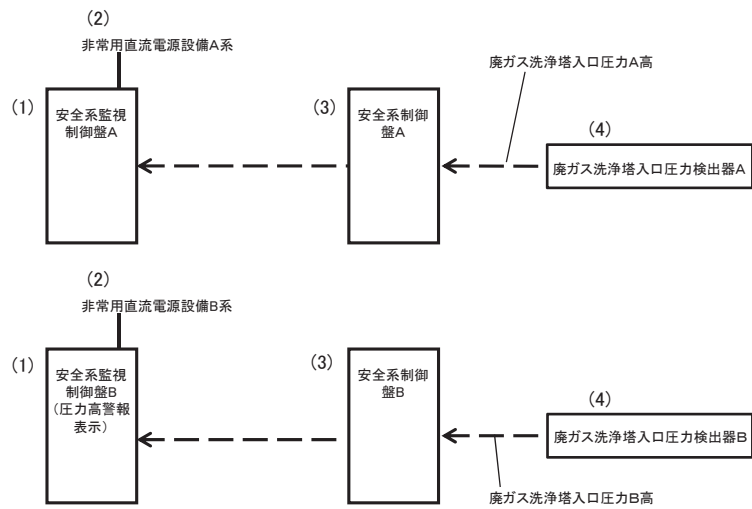 (2)
非常用直流電源設備A系
廃ガス洗浄塔入口圧力A高
(1)
安全系監視
制御盤A
(3)
安全系制御
盤A
(4)
廃ガス洗浄塔入口圧力検出器A
(2)
非常用直流電源設備B系
(1)
安全系監視
制御盤B
(圧力高警報
表示)
(3)
安全系制御
盤B
(4)
廃ガス洗浄塔入口圧力検出器B
廃ガス洗浄塔入口圧力B高